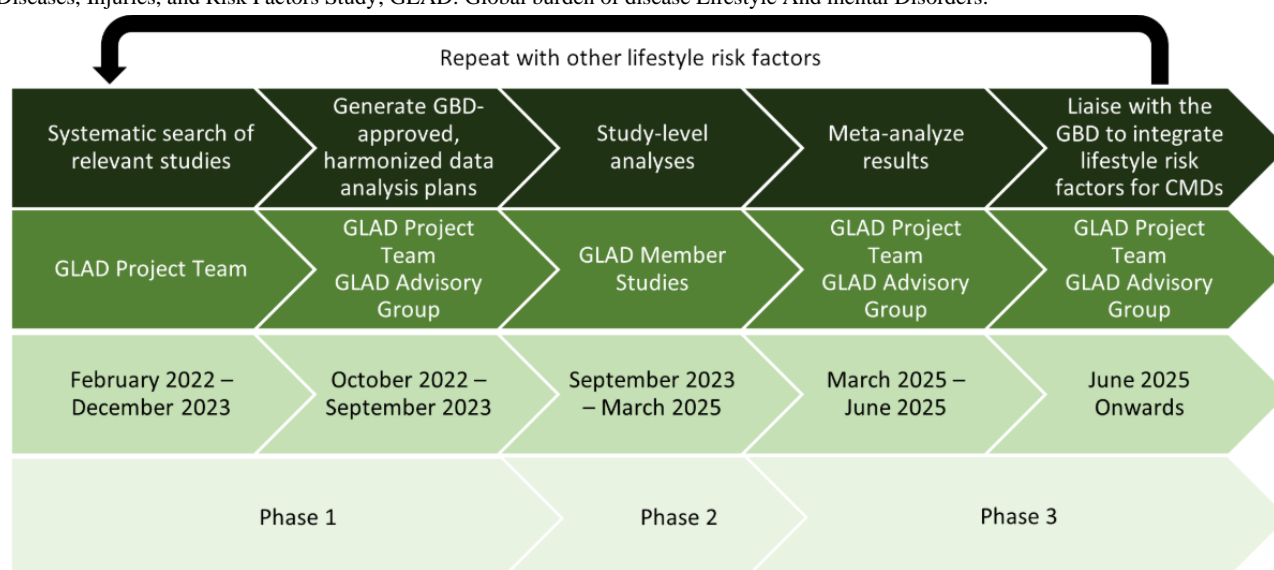 Diseases, Injuries, and Risk Factors Study; GLAD: Global burden of disease Lifestyle And mental Disorders.
Repeat with other lifestyle risk factors
Systematic search of
relevant studies
Generate GBD-
approved,
harmonized data
analysis plans
Study-level
analyses
Meta-analyze
results
Liaise with the
GBD to integrate
lifestyle risk
factors for CMDs
GLAD Project Team
GLAD Project
Team
GLAD Advisory
Group
GLAD Member
Studies
GLAD Project
Team
GLAD Advisory
Group
GLAD Project
Team
GLAD Advisory
Group
February 2022 –
December 2023
October 2022 –
September 2023
September 2023
– March 2025
March 2025 –
June 2025
June 2025
Onwards
Phase 1
Phase 2
Phase 3